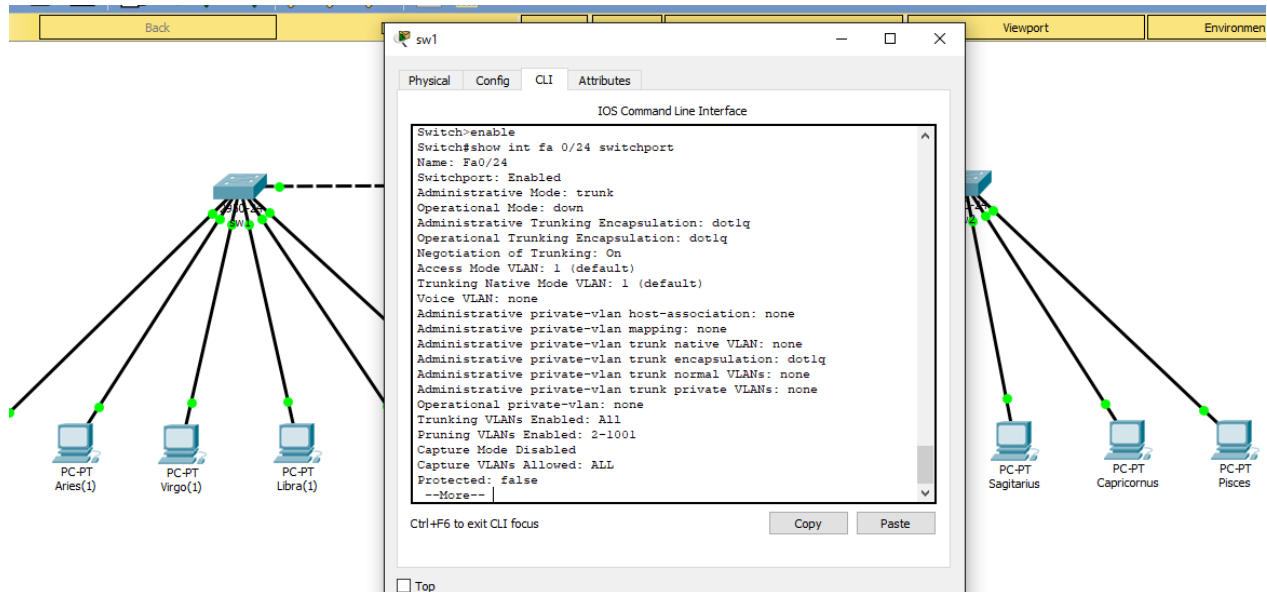 Back
Viewport
Environmen
sw1
Physical Config CLI Attributes
IOS Command Line Interface
Switch>enable
Switch#show int fa 0/24 switchport
Name: Fa0/24
Switchport: Enabled
Administrative Mode: trunk
Operational Mode: down
Administrative Trunking Encapsulation: dot1q
Operational Trunking Encapsulation: dot1q
Negotiation of Trunking: On
Access Mode VLAN: 1 (default)
Trunking Native Mode VLAN: 1 (default)
Voice VLAN: none
Administrative private-vlan host-association: none
Administrative private-vlan mapping: none
Administrative private-vlan trunk native VLAN: none
Administrative private-vlan trunk encapsulation: dot1q
Administrative private-vlan trunk normal VLANs: none
Administrative private-vlan trunk private VLANs: none
Operational private-vlan: none
Trunking VLANs Enabled: All
Pruning VLANs Enabled: 2-1001
Capture Mode Disabled
Capture VLANs Allowed: ALL
Protected: false
--More--
Ctrl+F6 to exit CLI focus
Copy
Paste
Top
PC-PT
Aries(1)
PC-PT
Virgo(1)
PC-PT
Libra(1)
PC-PT
Sagitarius
PC-PT
Capricornus
PC-PT
Pisces